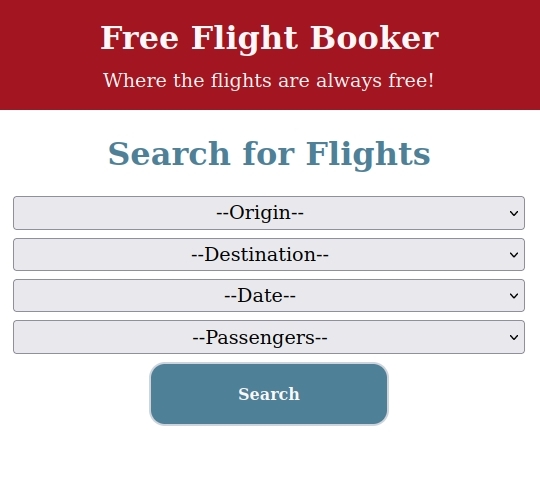 Free Flight Booker
Where the flights are always free!
Search for Flights
--Origin--
--Destination--
--Date--
--Passengers--
Search